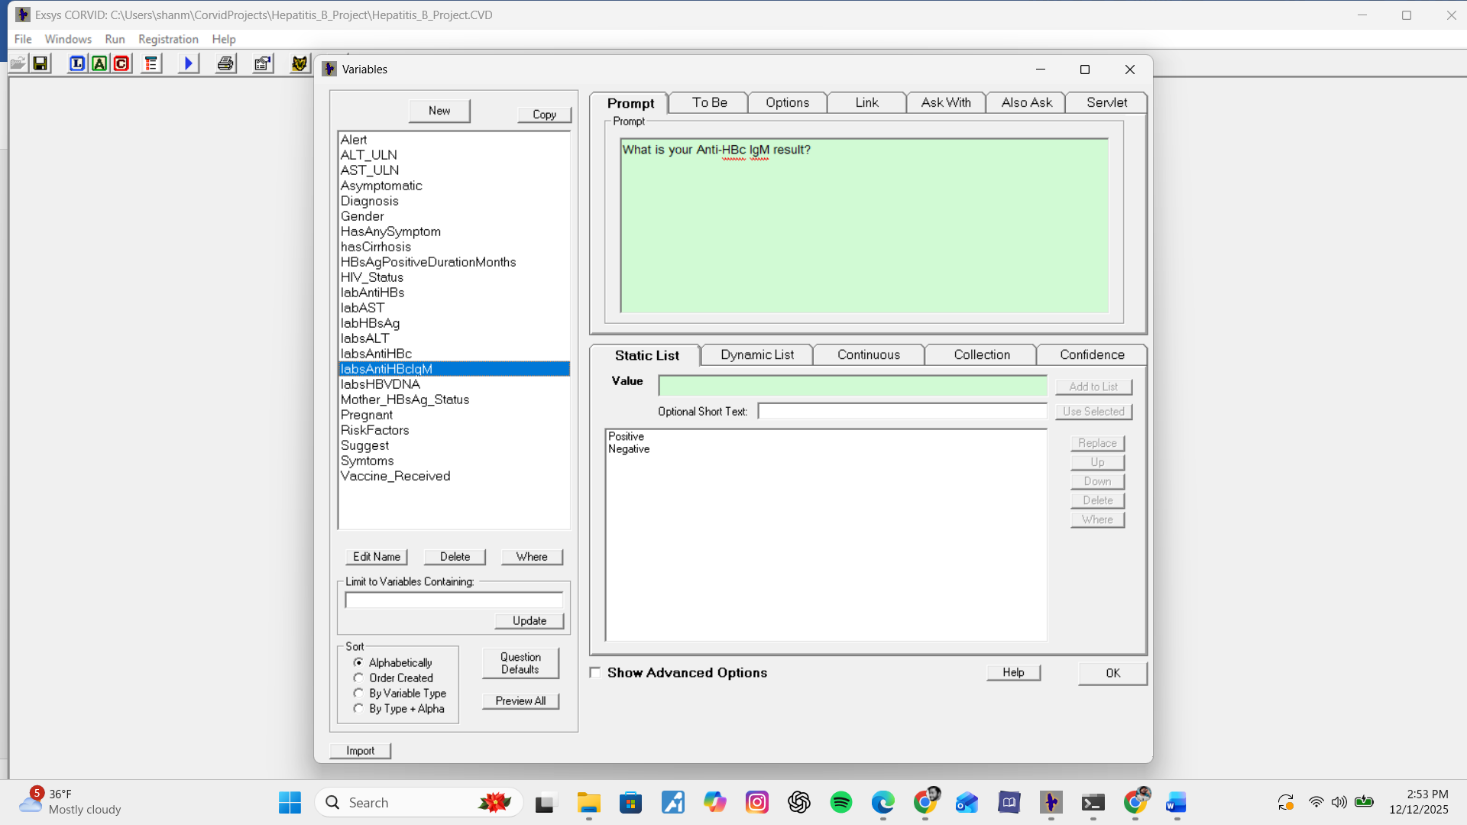 Exsys CORVID: C:\Users\shanm\CorvidProjects\Hepatitis_B_Project\Hepatitis_B_Project.CVD
File Windows Run Registration Help
L A C
Variables
New
Copy
Alert
ALT_ULN
AST_ULN
Asymptomatic
Diagnosis
Gender
HasAnySymptom
hasCirrhosis
HBsAgPositiveDurationMonths
HIV_Status
labAntiHBs
labAST
labHBsAg
labsALT
labsAntiHBc
labsAntiHBcIgM
labsHBVDNA
Mother_HBsAg_Status
Pregnant
RiskFactors
Suggest
Symtoms
Vaccine_Received
Edit Name Delete Where
Limit to Variables Containing:
Update
Sort
Alphabetically
Order Created
By Variable Type
By Type + Alpha
Question
Defaults
Preview All
Import
Prompt To Be Options Link Ask With Also Ask Servlet
Prompt
What is your Anti-HBc IgM result?
Static List Dynamic List Continuous Collection Confidence
Value
Add to List
Optional Short Text:
Use Selected
Positive
Negative
Replace
Up
Down
Delete
Where
Show Advanced Options
Help
OK
5
36°F
Mostly cloudy
Search
2:53 PM
12/12/2025